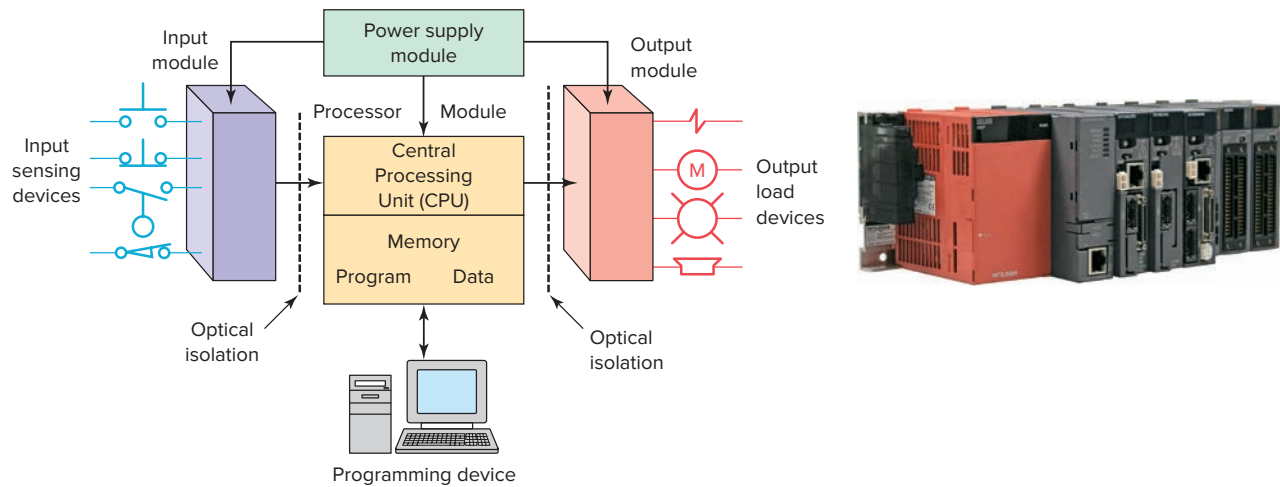 Power supply
module
Input
module
Output
module
Processor
Module
Input
sensing
devices
Central
Processing
Unit (CPU)
Memory
Program
Data
M
Output
load
devices
Optical
isolation
Optical
isolation
Programming device